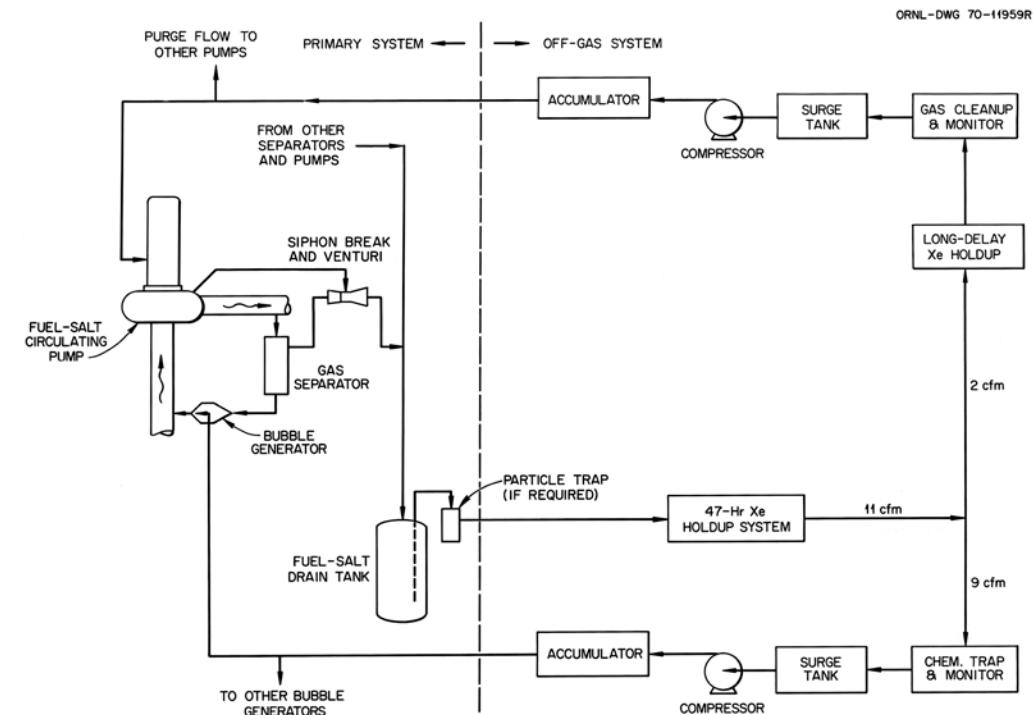 ORNL-DWG 70-11959R
PURGE FLOW TO
OTHER PUMPS
PRIMARY SYSTEM
OFF-GAS SYSTEM
ACCUMULATOR
COMPRESSOR
SURGE
TANK
GAS CLEANUP
& MONITOR
FROM OTHER
SEPARATORS
AND PUMPS
SIPHON BREAK
AND VENTURI
LONG-DELAY
Xe HOLDUP
FUEL-SALT
CIRCULATING
PUMP
GAS
SEPARATOR
2 cfm
BUBBLE
GENERATOR
PARTICLE TRAP
(IF REQUIRED)
47-Hr Xe
HOLDUP SYSTEM
11 cfm
FUEL-SALT
DRAIN TANK
9 cfm
ACCUMULATOR
COMPRESSOR
SURGE
TANK
CHEM. TRAP
& MONITOR
TO OTHER BUBBLE
GENERATORS